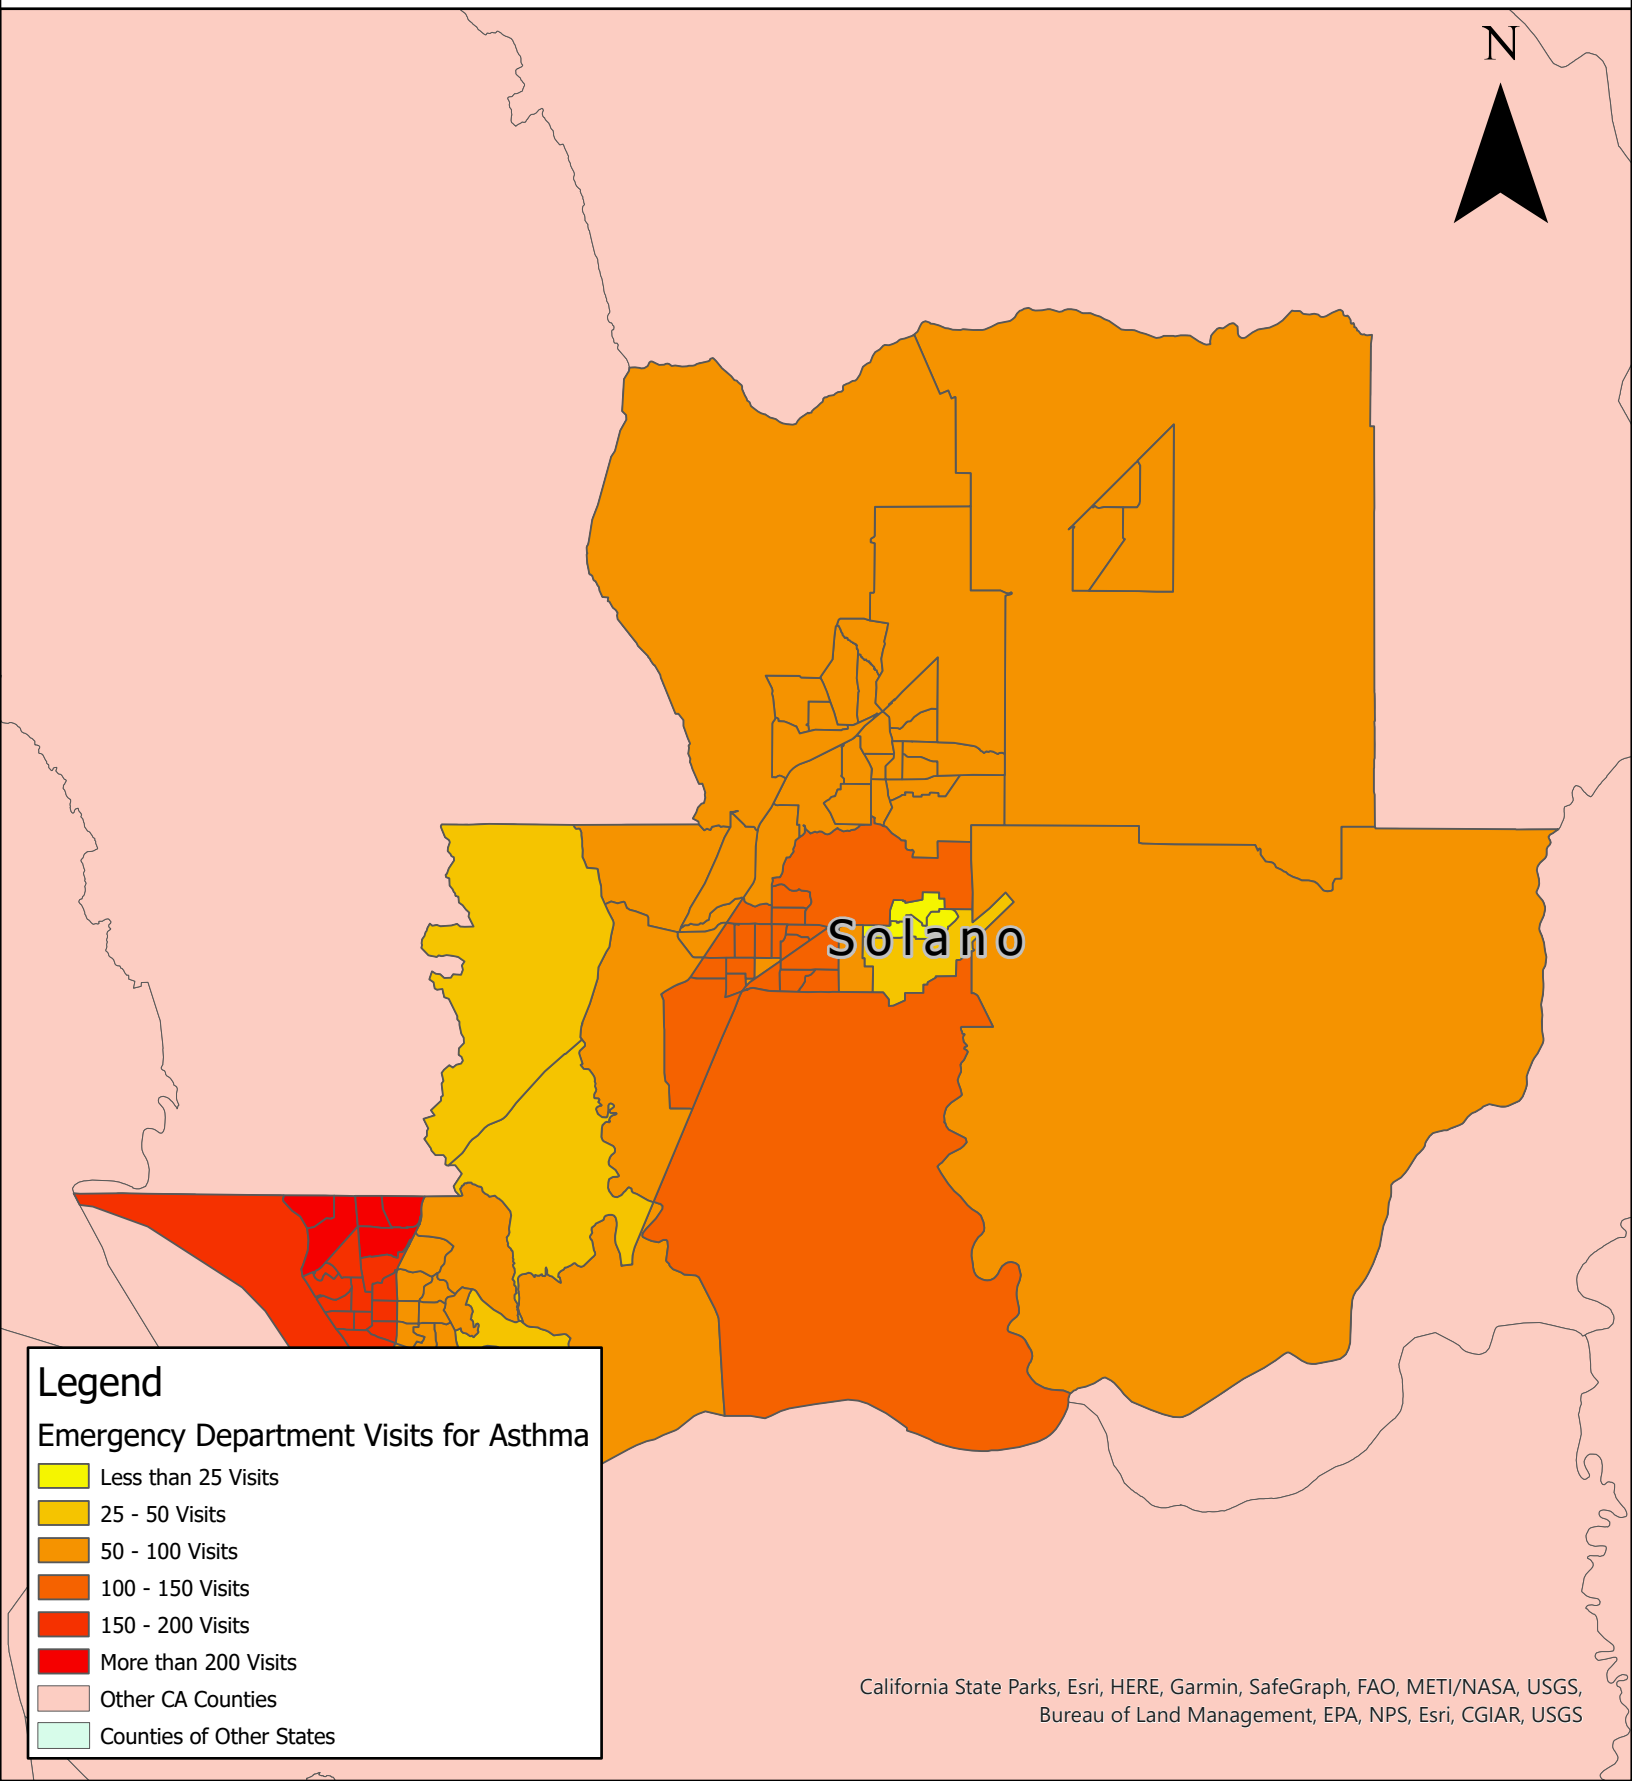 N
Solano
Legend
Emergency Department Visits for Asthma
Less than 25 Visits
25 - 50 Visits
50 - 100 Visits
100 - 150 Visits
150 - 200 Visits
More than 200 Visits
Other CA Counties
Counties of Other States
California State Parks, Esri, HERE, Garmin, SafeGraph, FAO, METI/NASA, USGS,
Bureau of Land Management, EPA, NPS, Esri, CGIAR, USGS